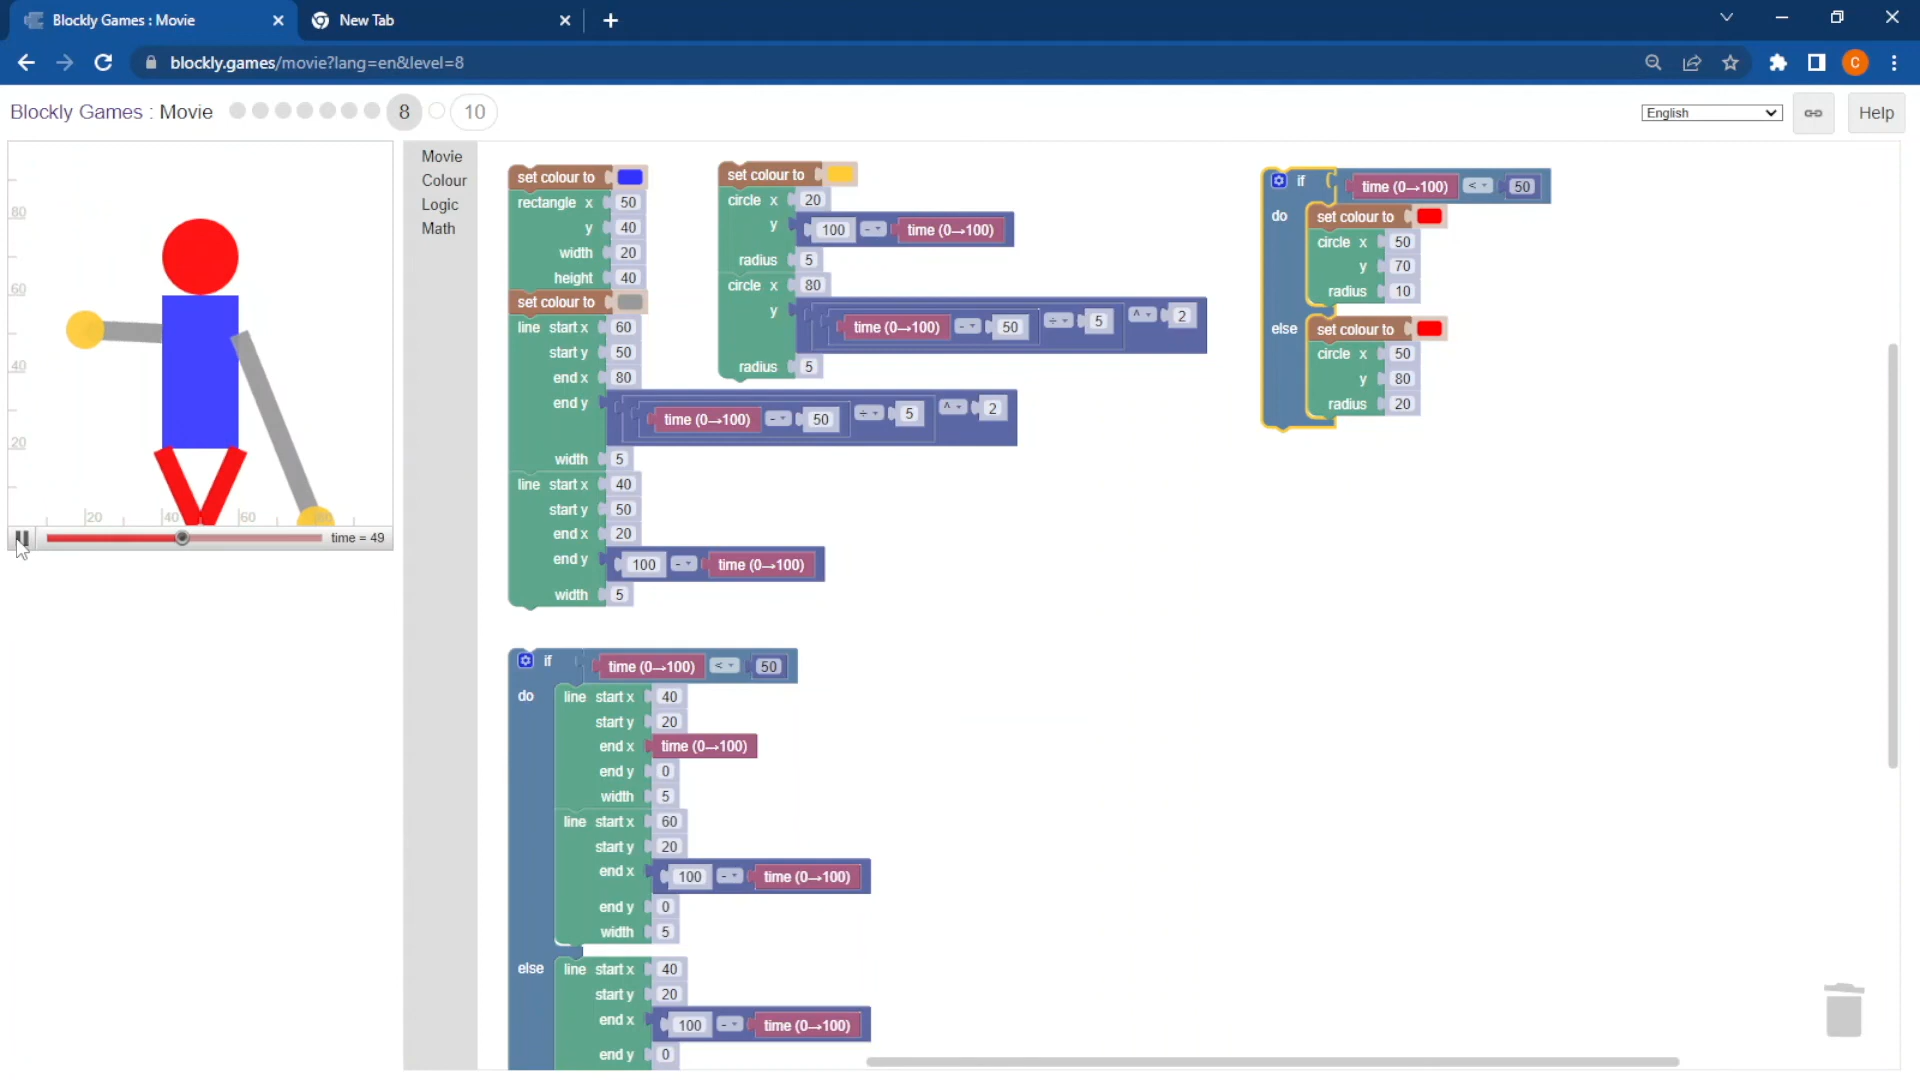 Blockly Games : Movie
New Tab
blockly.games/movie?lang=en&level=8
C
Blockly Games : Movie
8
10
English
Help
80
60
40
20
20
40
60
80
time = 49
Movie
Colour
Logic
Math
set colour to
rectangle x 50
y 40
width 20
height 40
set colour to
line start x 60
start y 50
end x 80
end y time (0→100) - 50 ÷ 5 ^ 2
width 5
line start x 40
start y 50
end x 20
end y 100 - time (0→100)
width 5
set colour to
circle x 20
y 100 - time (0→100)
radius 5
circle x 80
y time (0→100) - 50 ÷ 5 ^ 2
radius 5
if time (0→100) < 50
do set colour to
circle x 50
y 70
radius 10
else set colour to
circle x 50
y 80
radius 20
if time (0→100) < 50
do line start x 40
start y 20
end x time (0→100)
end y 0
width 5
line start x 60
start y 20
end x 100 - time (0→100)
end y 0
width 5
else line start x 40
start y 20
end x 100 - time (0→100)
end y 0